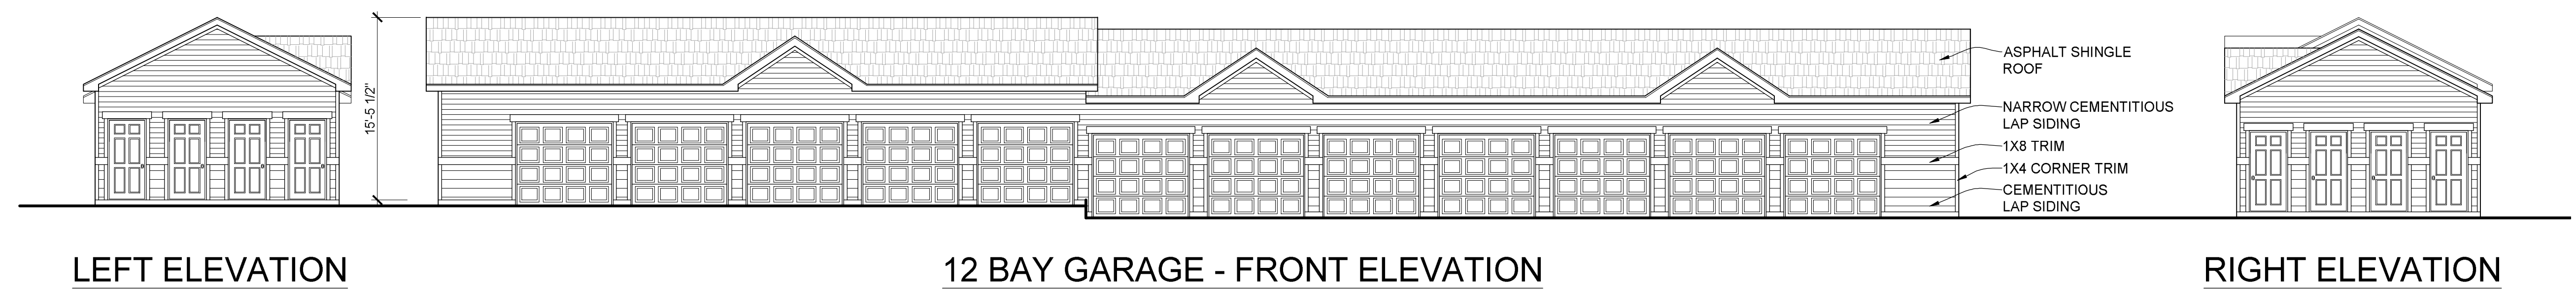 15'-5 1/2"
ASPHALT SHINGLE
ROOF
NARROW CEMENTITIOUS
LAP SIDING
1X8 TRIM
1X4 CORNER TRIM
CEMENTITIOUS
LAP SIDING
LEFT ELEVATION
12 BAY GARAGE - FRONT ELEVATION
RIGHT ELEVATION